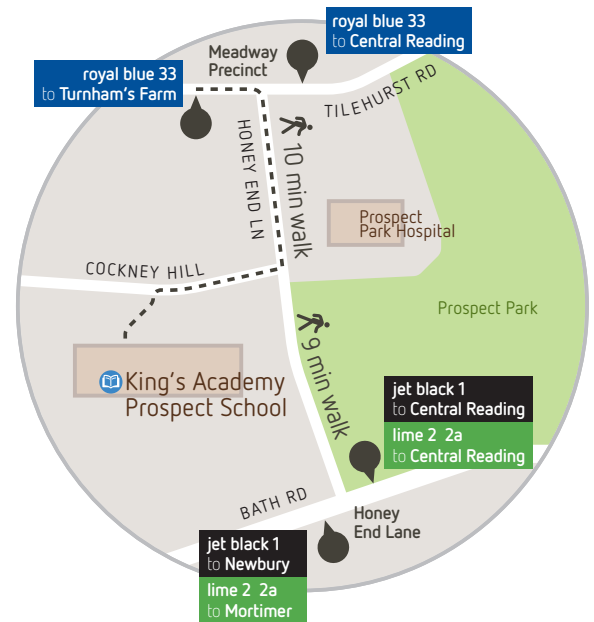 royal blue 33
to Central Reading
Meadway
Precinct
royal blue 33
to Turnham's Farm
TILEHURST RD
HONEY END LN
10 min walk
Prospect
Park Hospital
COCKNEY HILL
Prospect Park
9 min walk
King's Academy
Prospect School
jet black 1
to Central Reading
lime 2 2a
to Central Reading
BATH RD
Honey
End Lane
jet black 1
to Newbury
lime 2 2a
to Mortimer